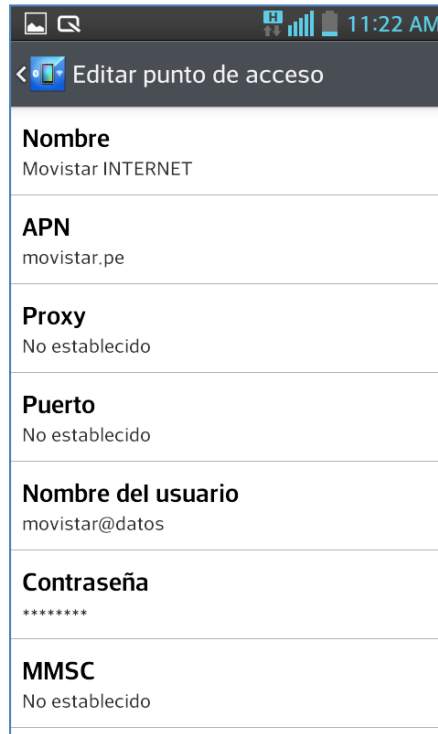 H 11:22 AM
Editar punto de acceso
Nombre
Movistar INTERNET
APN
movistar.pe
Proxy
No establecido
Puerto
No establecido
Nombre del usuario
movistar@datos
Contraseña
********
MMSC
No establecido